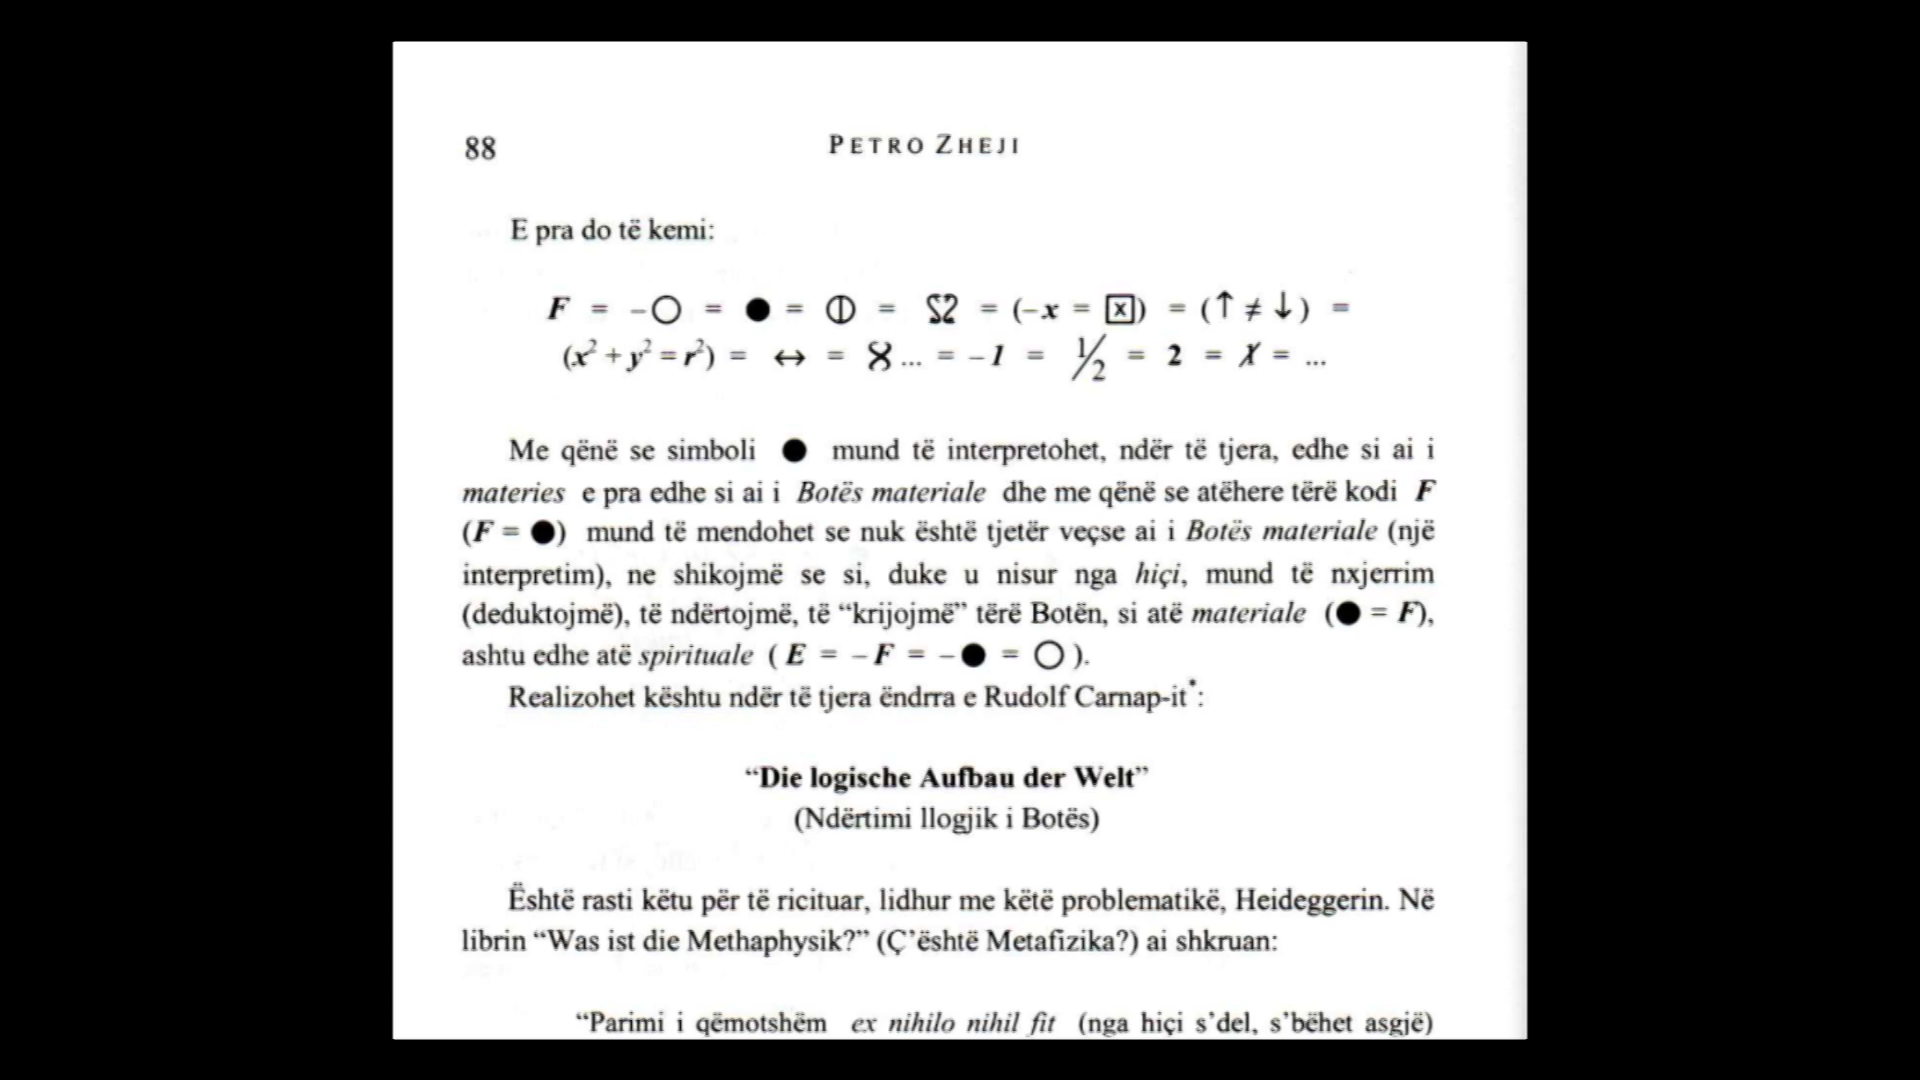 88 PETRO ZHEJI
E pra do të kemi:
F = -○ = ● = ⦶ = S2 = (-x = ☒) = (↑ ≠ ↓) =
(x² + y² = r²) = ↔ = 8 ... = -1 = 1/2 = 2 = X = ...
Me qënë se simboli ● mund të interpretohet, ndër të tjera, edhe si ai i
materies e pra edhe si ai i Botës materiale dhe me qënë se atëhere tërë kodi F
(F = ●) mund të mendohet se nuk është tjetër veçse ai i Botës materiale (një
interpretim), ne shikojmë se si, duke u nisur nga hiçi, mund të nxjerrim
(deduktojmë), të ndërtojmë, të “krijojmë” tërë Botën, si atë materiale (● = F),
ashtu edhe atë spirituale ( E = – F = –● = ○ ).
Realizohet kështu ndër të tjera ëndrra e Rudolf Carnap-it*:
“Die logische Aufbau der Welt”
(Ndërtimi llogjik i Botës)
Është rasti këtu për të ricituar, lidhur me këtë problematikë, Heideggerin. Në
librin “Was ist die Methaphysik?” (Ç’është Metafizika?) ai shkruan:
“Parimi i qëmotshëm ex nihilo nihil fit (nga hiçi s’del, s’bëhet asgjë)